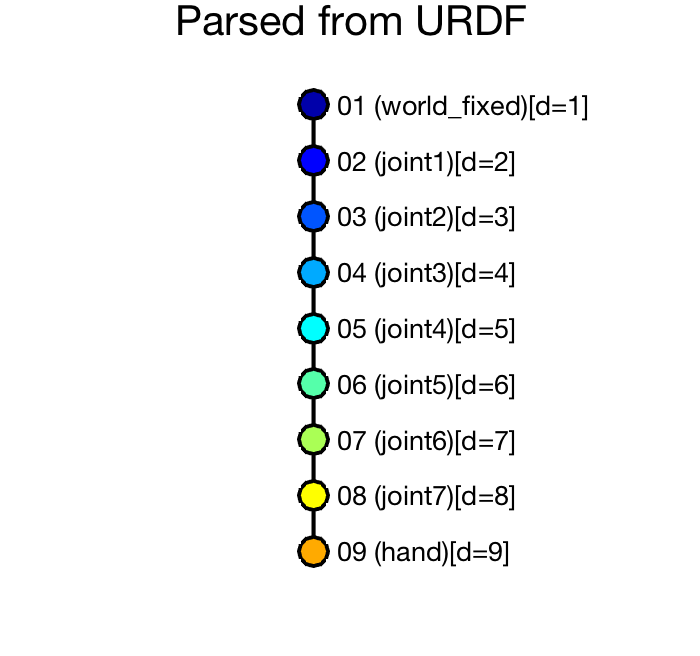 Parsed from URDF
01 (world_fixed)[d=1]
02 (joint1)[d=2]
03 (joint2)[d=3]
04 (joint3)[d=4]
05 (joint4)[d=5]
06 (joint5)[d=6]
07 (joint6)[d=7]
08 (joint7)[d=8]
09 (hand)[d=9]